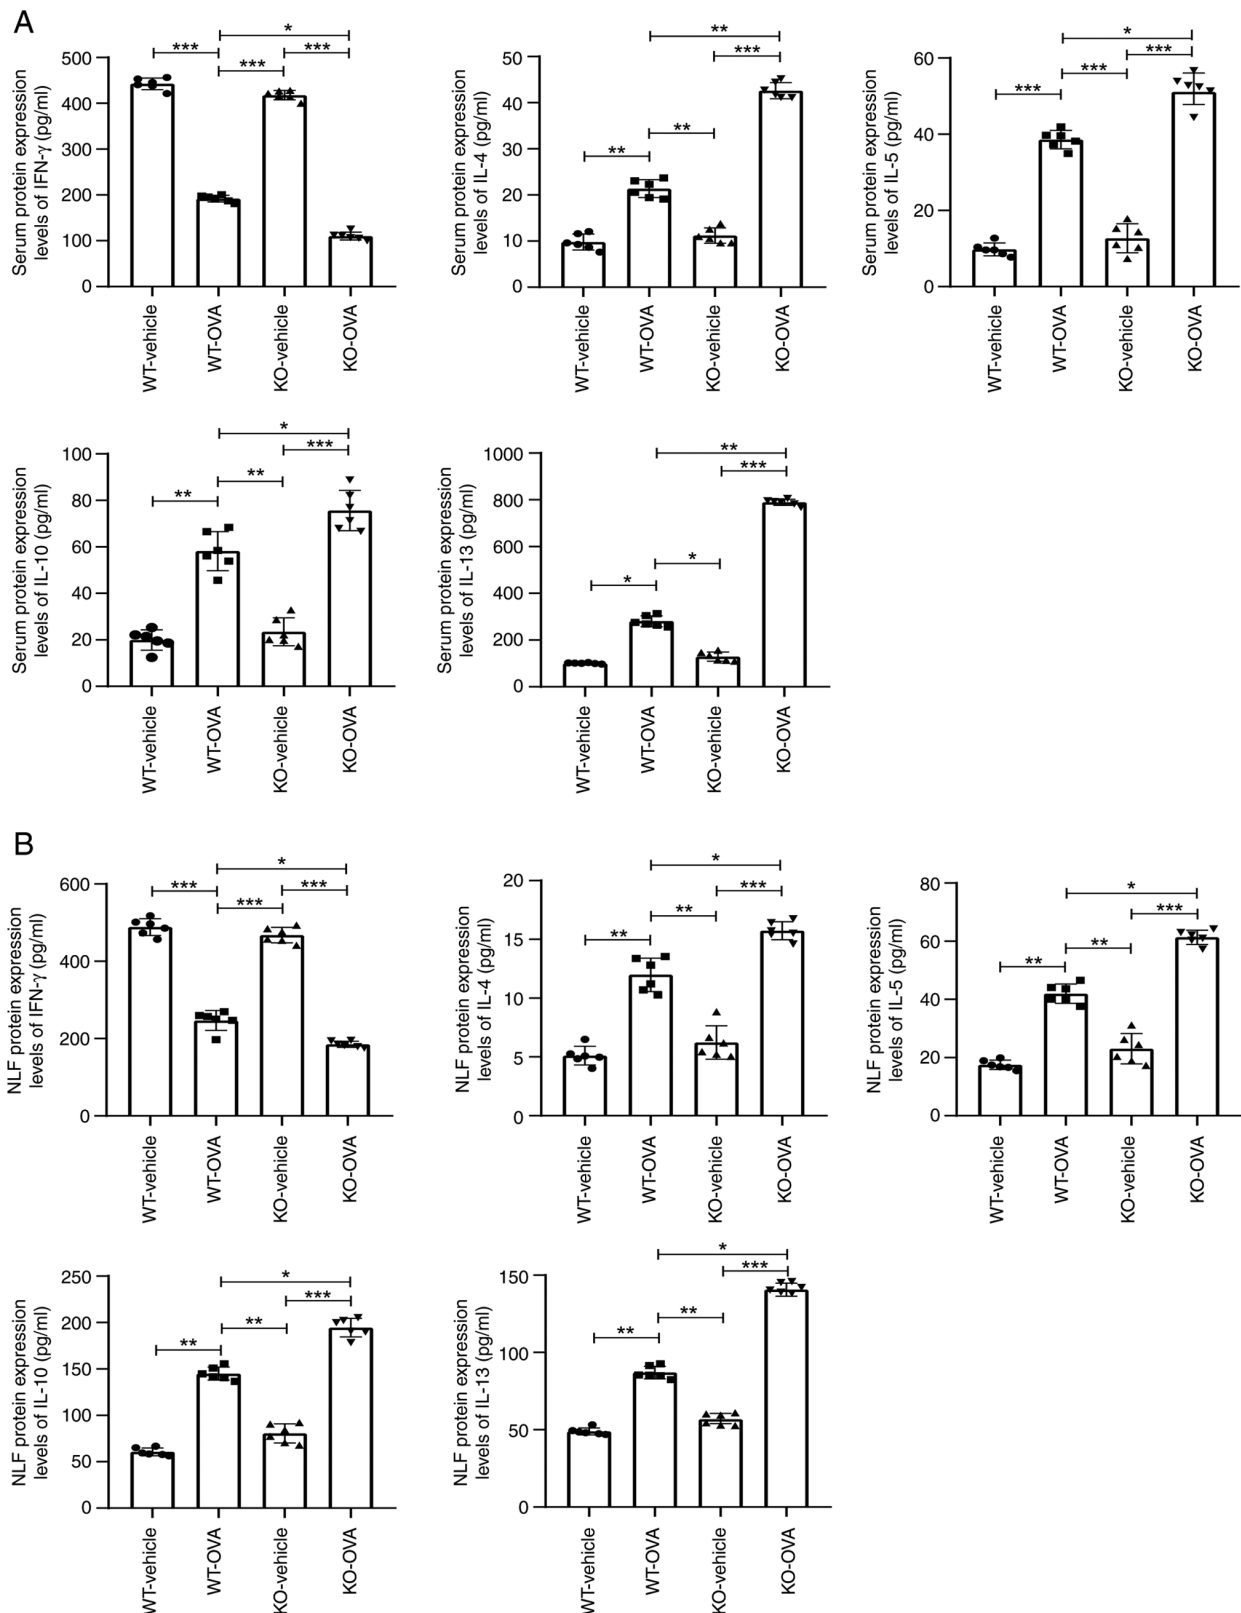 A
Serum protein expression
levels of IFN-γ (pg/ml)
500
400
300
200
100
0
***
***
*
***
WT-vehicle
WT-OVA
KO-vehicle
KO-OVA
Serum protein expression
levels of IL-4 (pg/ml)
50
40
30
20
10
0
**
**
**
***
WT-vehicle
WT-OVA
KO-vehicle
KO-OVA
Serum protein expression
levels of IL-5 (pg/ml)
60
40
20
0
***
***
*
***
WT-vehicle
WT-OVA
KO-vehicle
KO-OVA
Serum protein expression
levels of IL-10 (pg/ml)
100
80
60
40
20
0
**
**
*
***
WT-vehicle
WT-OVA
KO-vehicle
KO-OVA
Serum protein expression
levels of IL-13 (pg/ml)
1000
800
600
400
200
0
*
*
**
***
WT-vehicle
WT-OVA
KO-vehicle
KO-OVA
B
NLF protein expression
levels of IFN-γ (pg/ml)
600
400
200
0
***
***
*
***
WT-vehicle
WT-OVA
KO-vehicle
KO-OVA
NLF protein expression
levels of IL-4 (pg/ml)
20
15
10
5
0
**
**
*
***
WT-vehicle
WT-OVA
KO-vehicle
KO-OVA
NLF protein expression
levels of IL-5 (pg/ml)
80
60
40
20
0
**
**
*
***
WT-vehicle
WT-OVA
KO-vehicle
KO-OVA
NLF protein expression
levels of IL-10 (pg/ml)
250
200
150
100
50
0
**
**
*
***
WT-vehicle
WT-OVA
KO-vehicle
KO-OVA
NLF protein expression
levels of IL-13 (pg/ml)
150
100
50
0
**
**
*
***
WT-vehicle
WT-OVA
KO-vehicle
KO-OVA